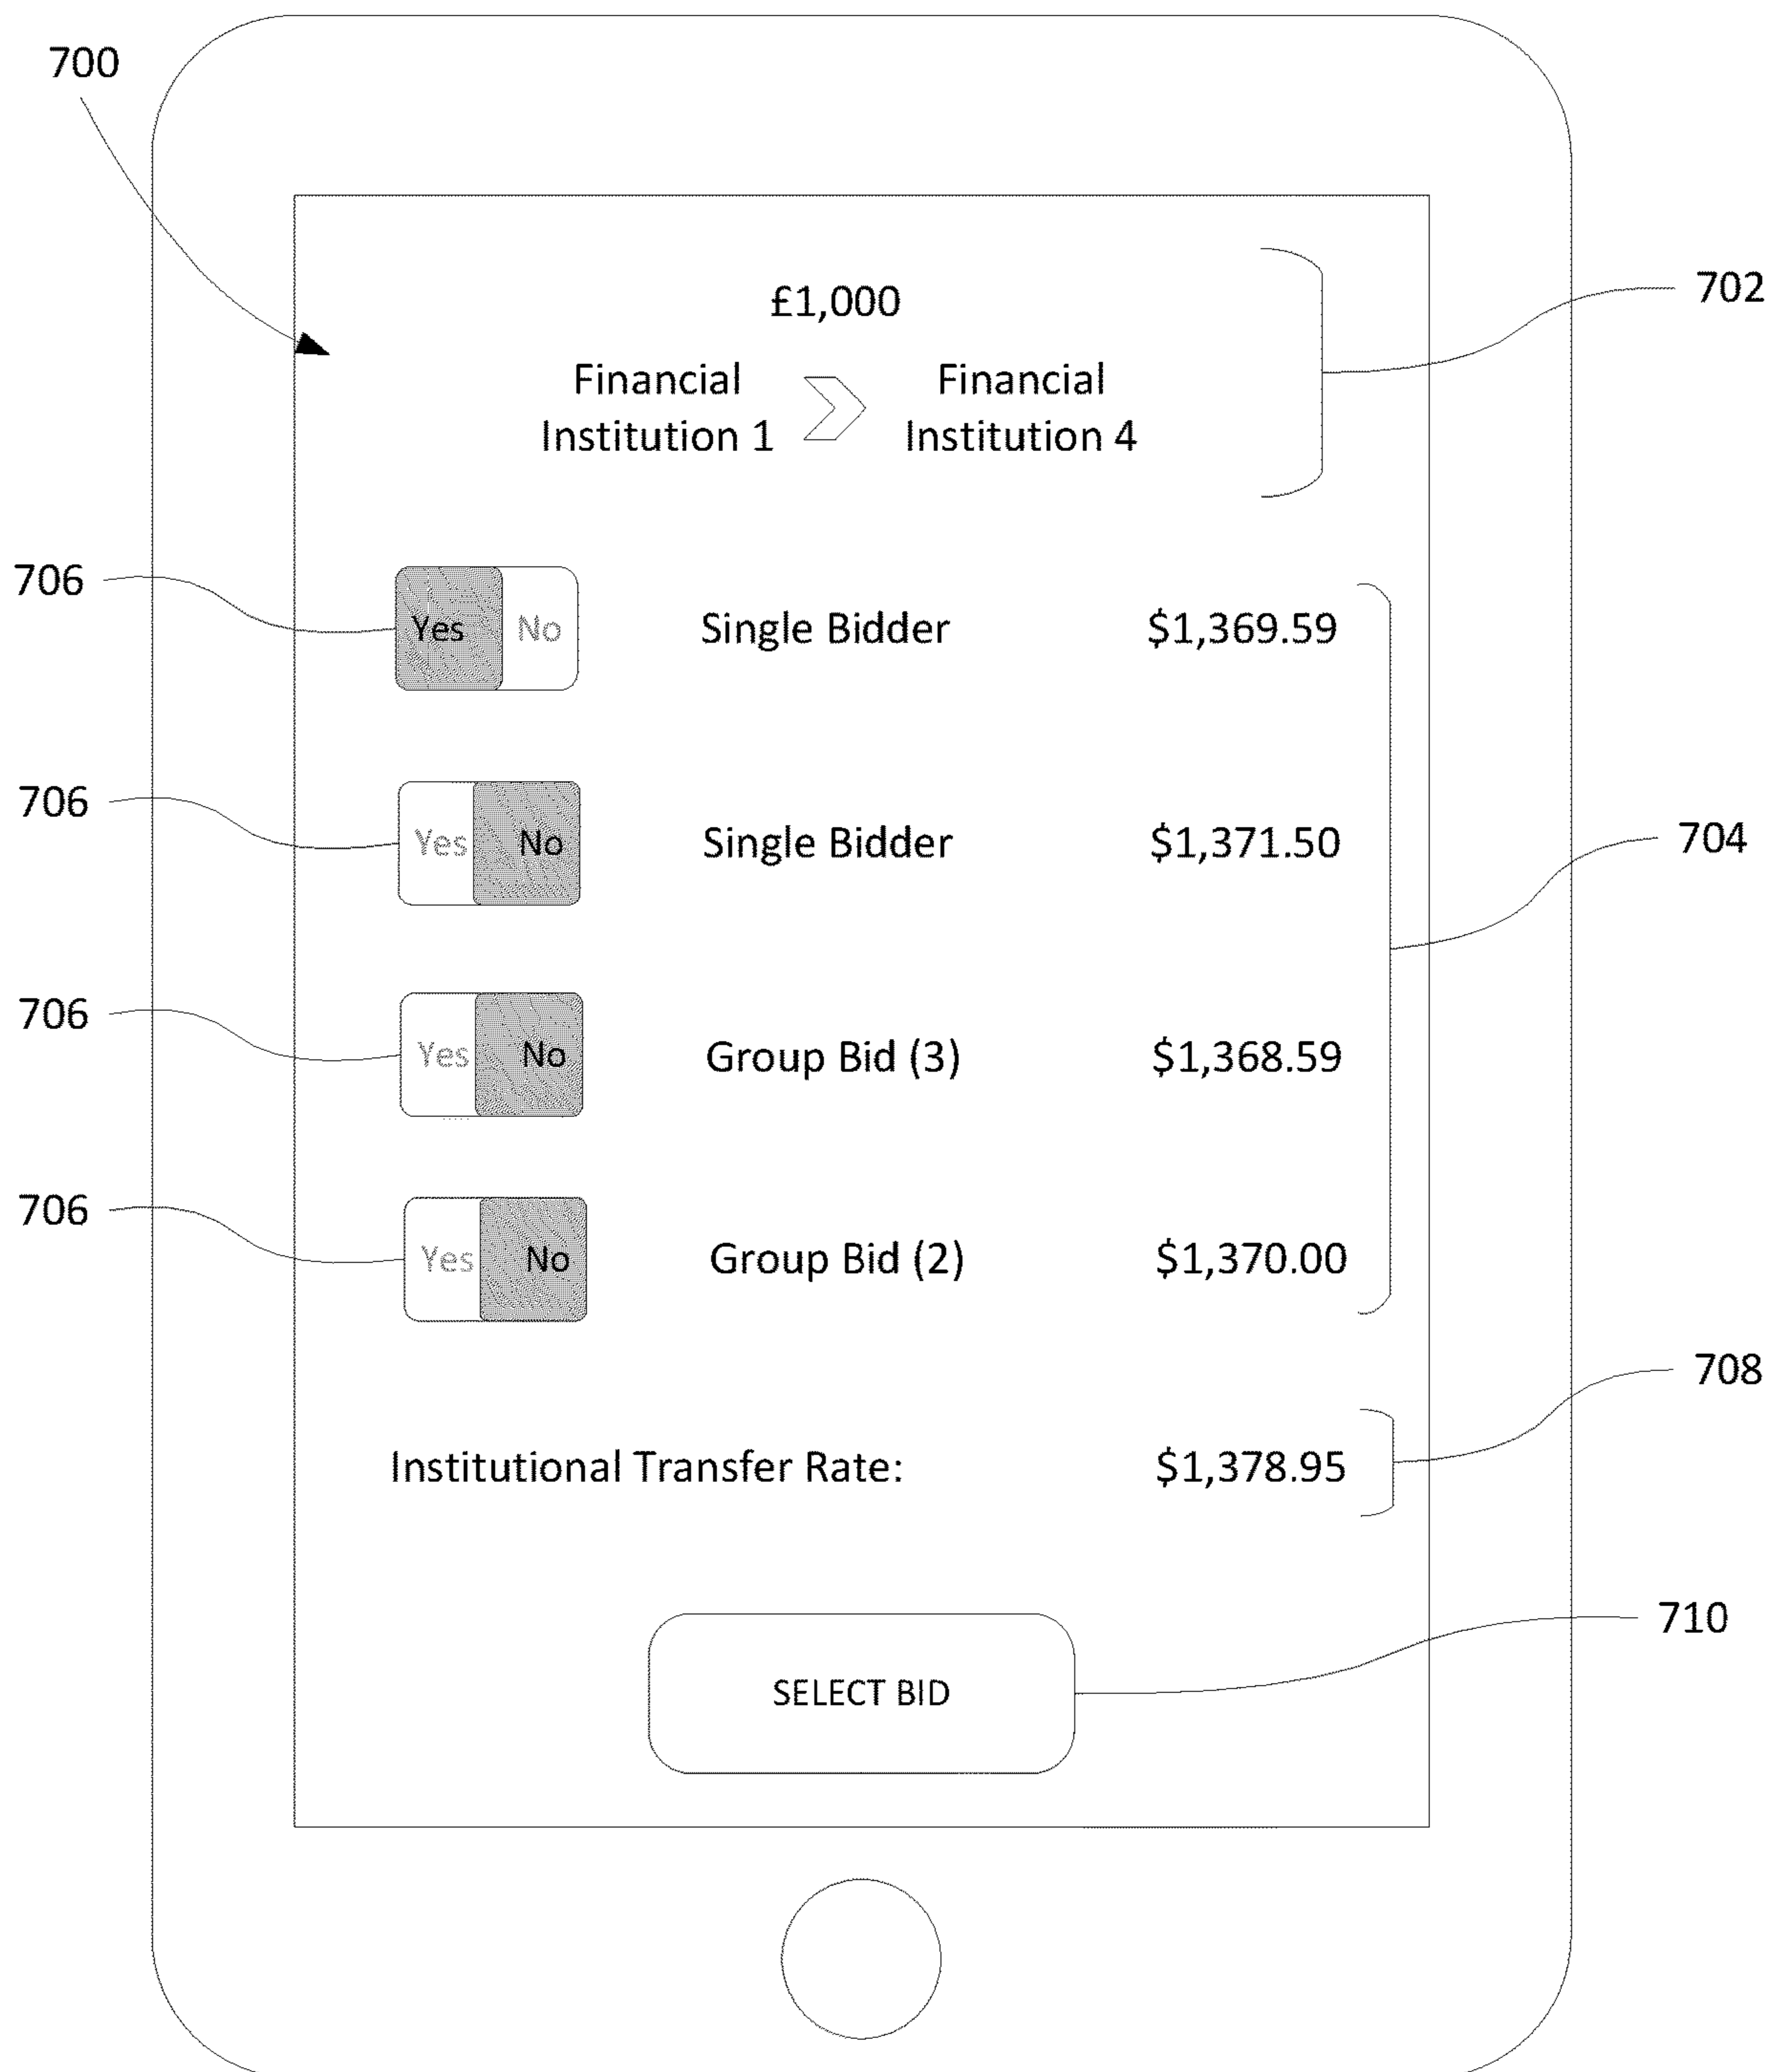 700
£1,000
702
Financial Institution 1
Financial Institution 4
706 Yes No Single Bidder $1,369.59
706 Yes No Single Bidder $1,371.50
704
706 Yes No Group Bid (3) $1,368.59
706 Yes No Group Bid (2) $1,370.00
708
Institutional Transfer Rate: $1,378.95
710
SELECT BID